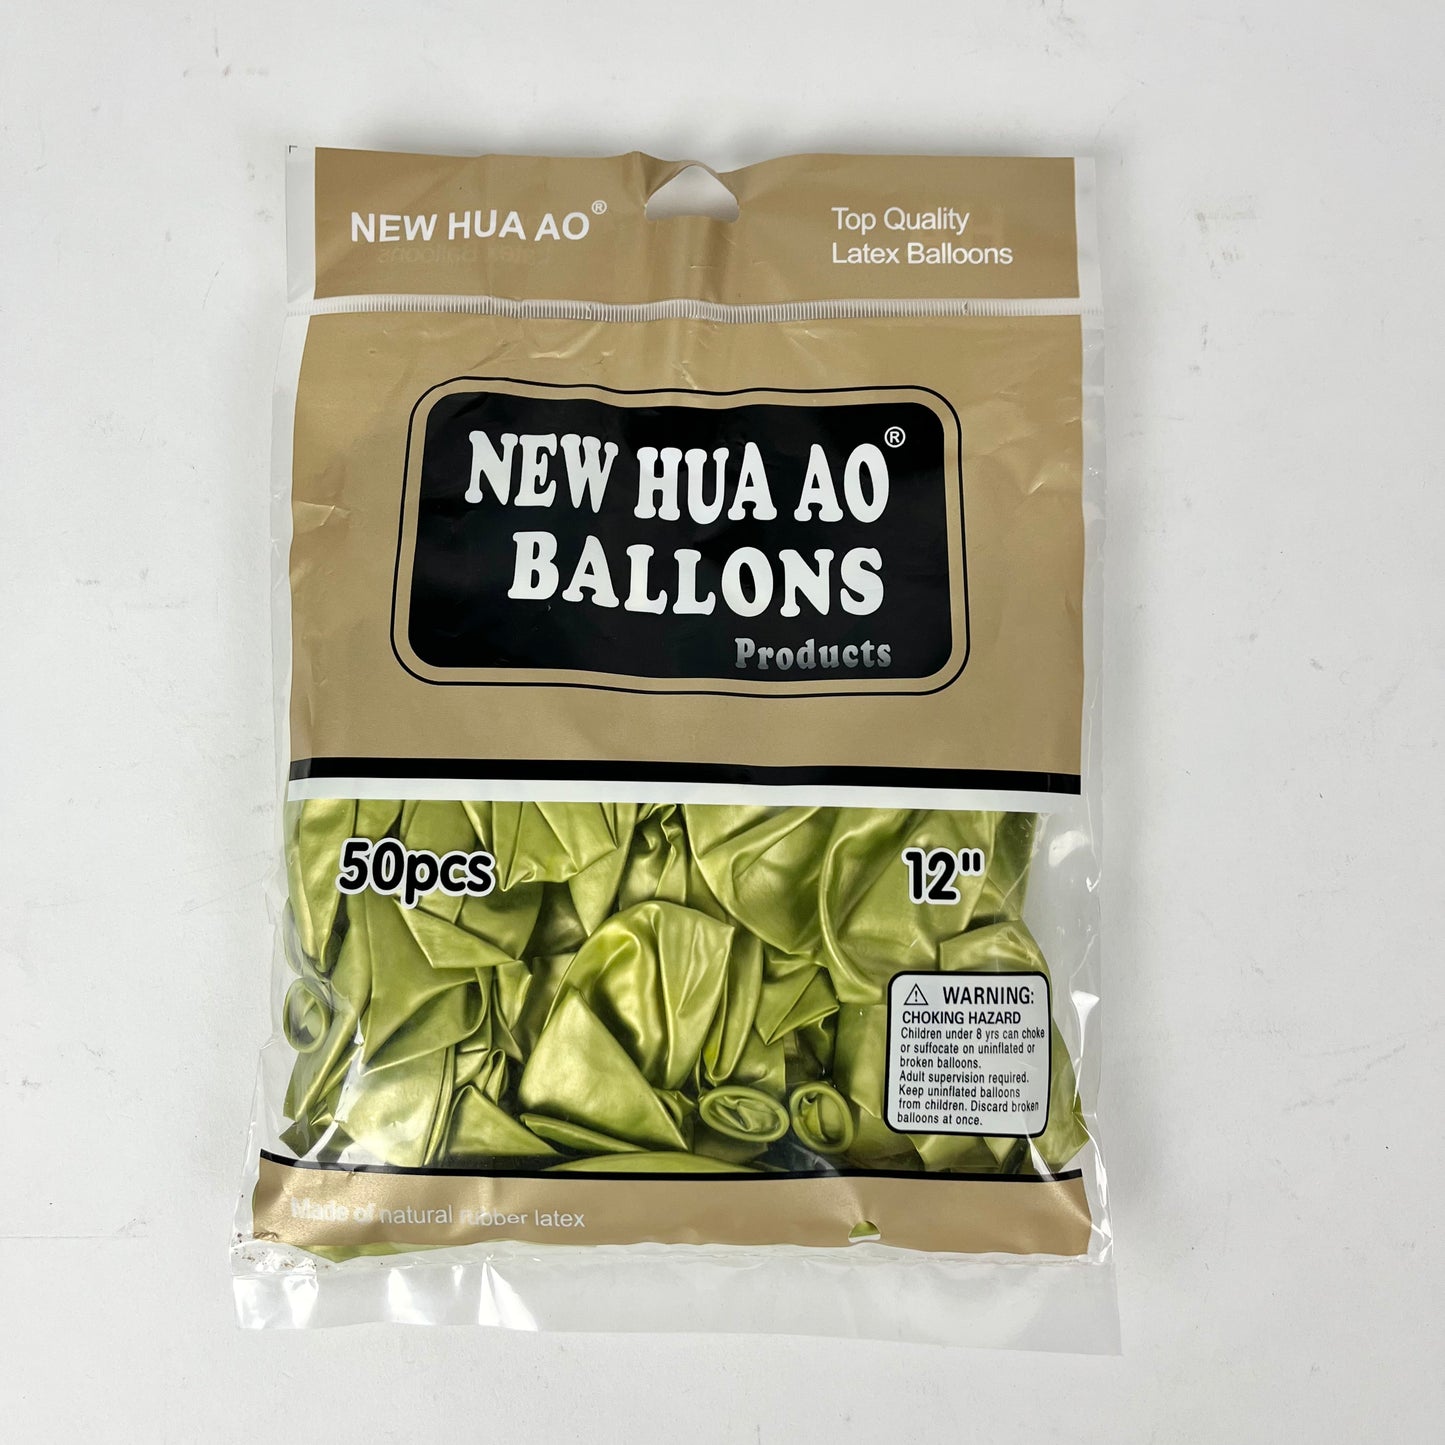 NEW HUA AO®
Top Quality
Latex Balloons
NEW HUA AO®
BALLONS
Products
50pcs
12"
⚠ WARNING:
CHOKING HAZARD
Children under 8 yrs can choke
or suffocate on uninflated or
broken balloons.
Adult supervision required.
Keep uninflated balloons
from children. Discard broken
balloons at once.
Made of natural rubber latex